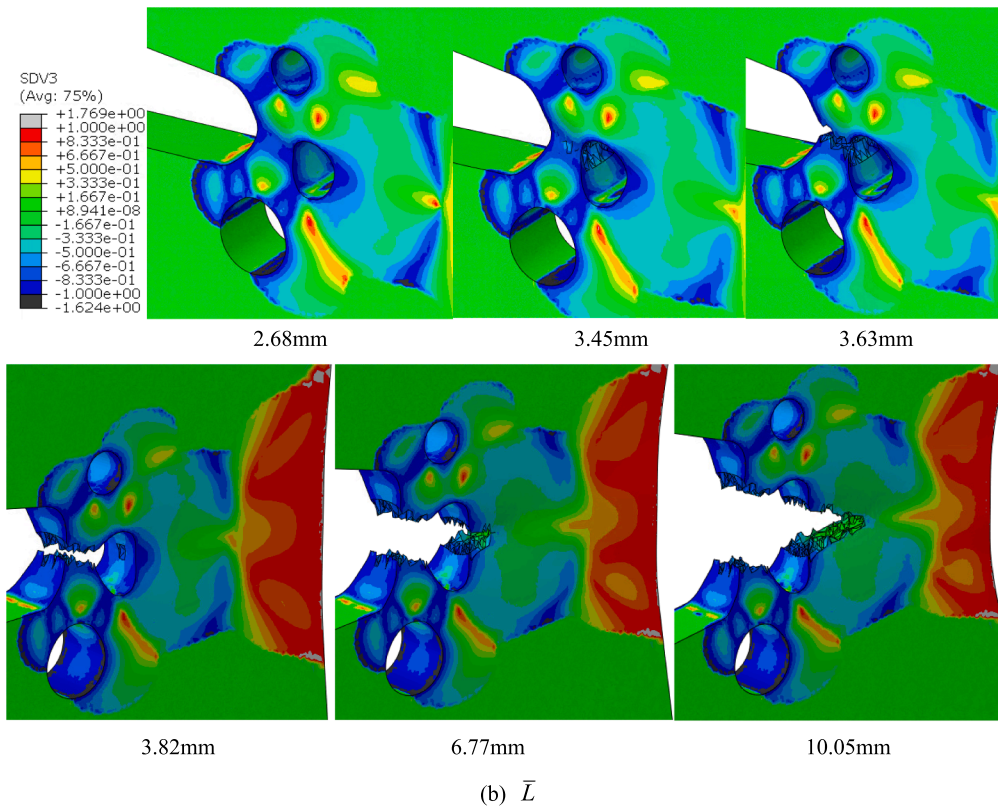 SDV3
(Avg: 75%)
+1.769e+00
+1.000e+00
+8.333e-01
+6.667e-01
+5.000e-01
+3.333e-01
+1.667e-01
+8.941e-08
-1.667e-01
-3.333e-01
-5.000e-01
-6.667e-01
-8.333e-01
-1.000e+00
-1.624e+00
2.68mm 3.45mm 3.63mm
3.82mm 6.77mm 10.05mm
(b) L̅